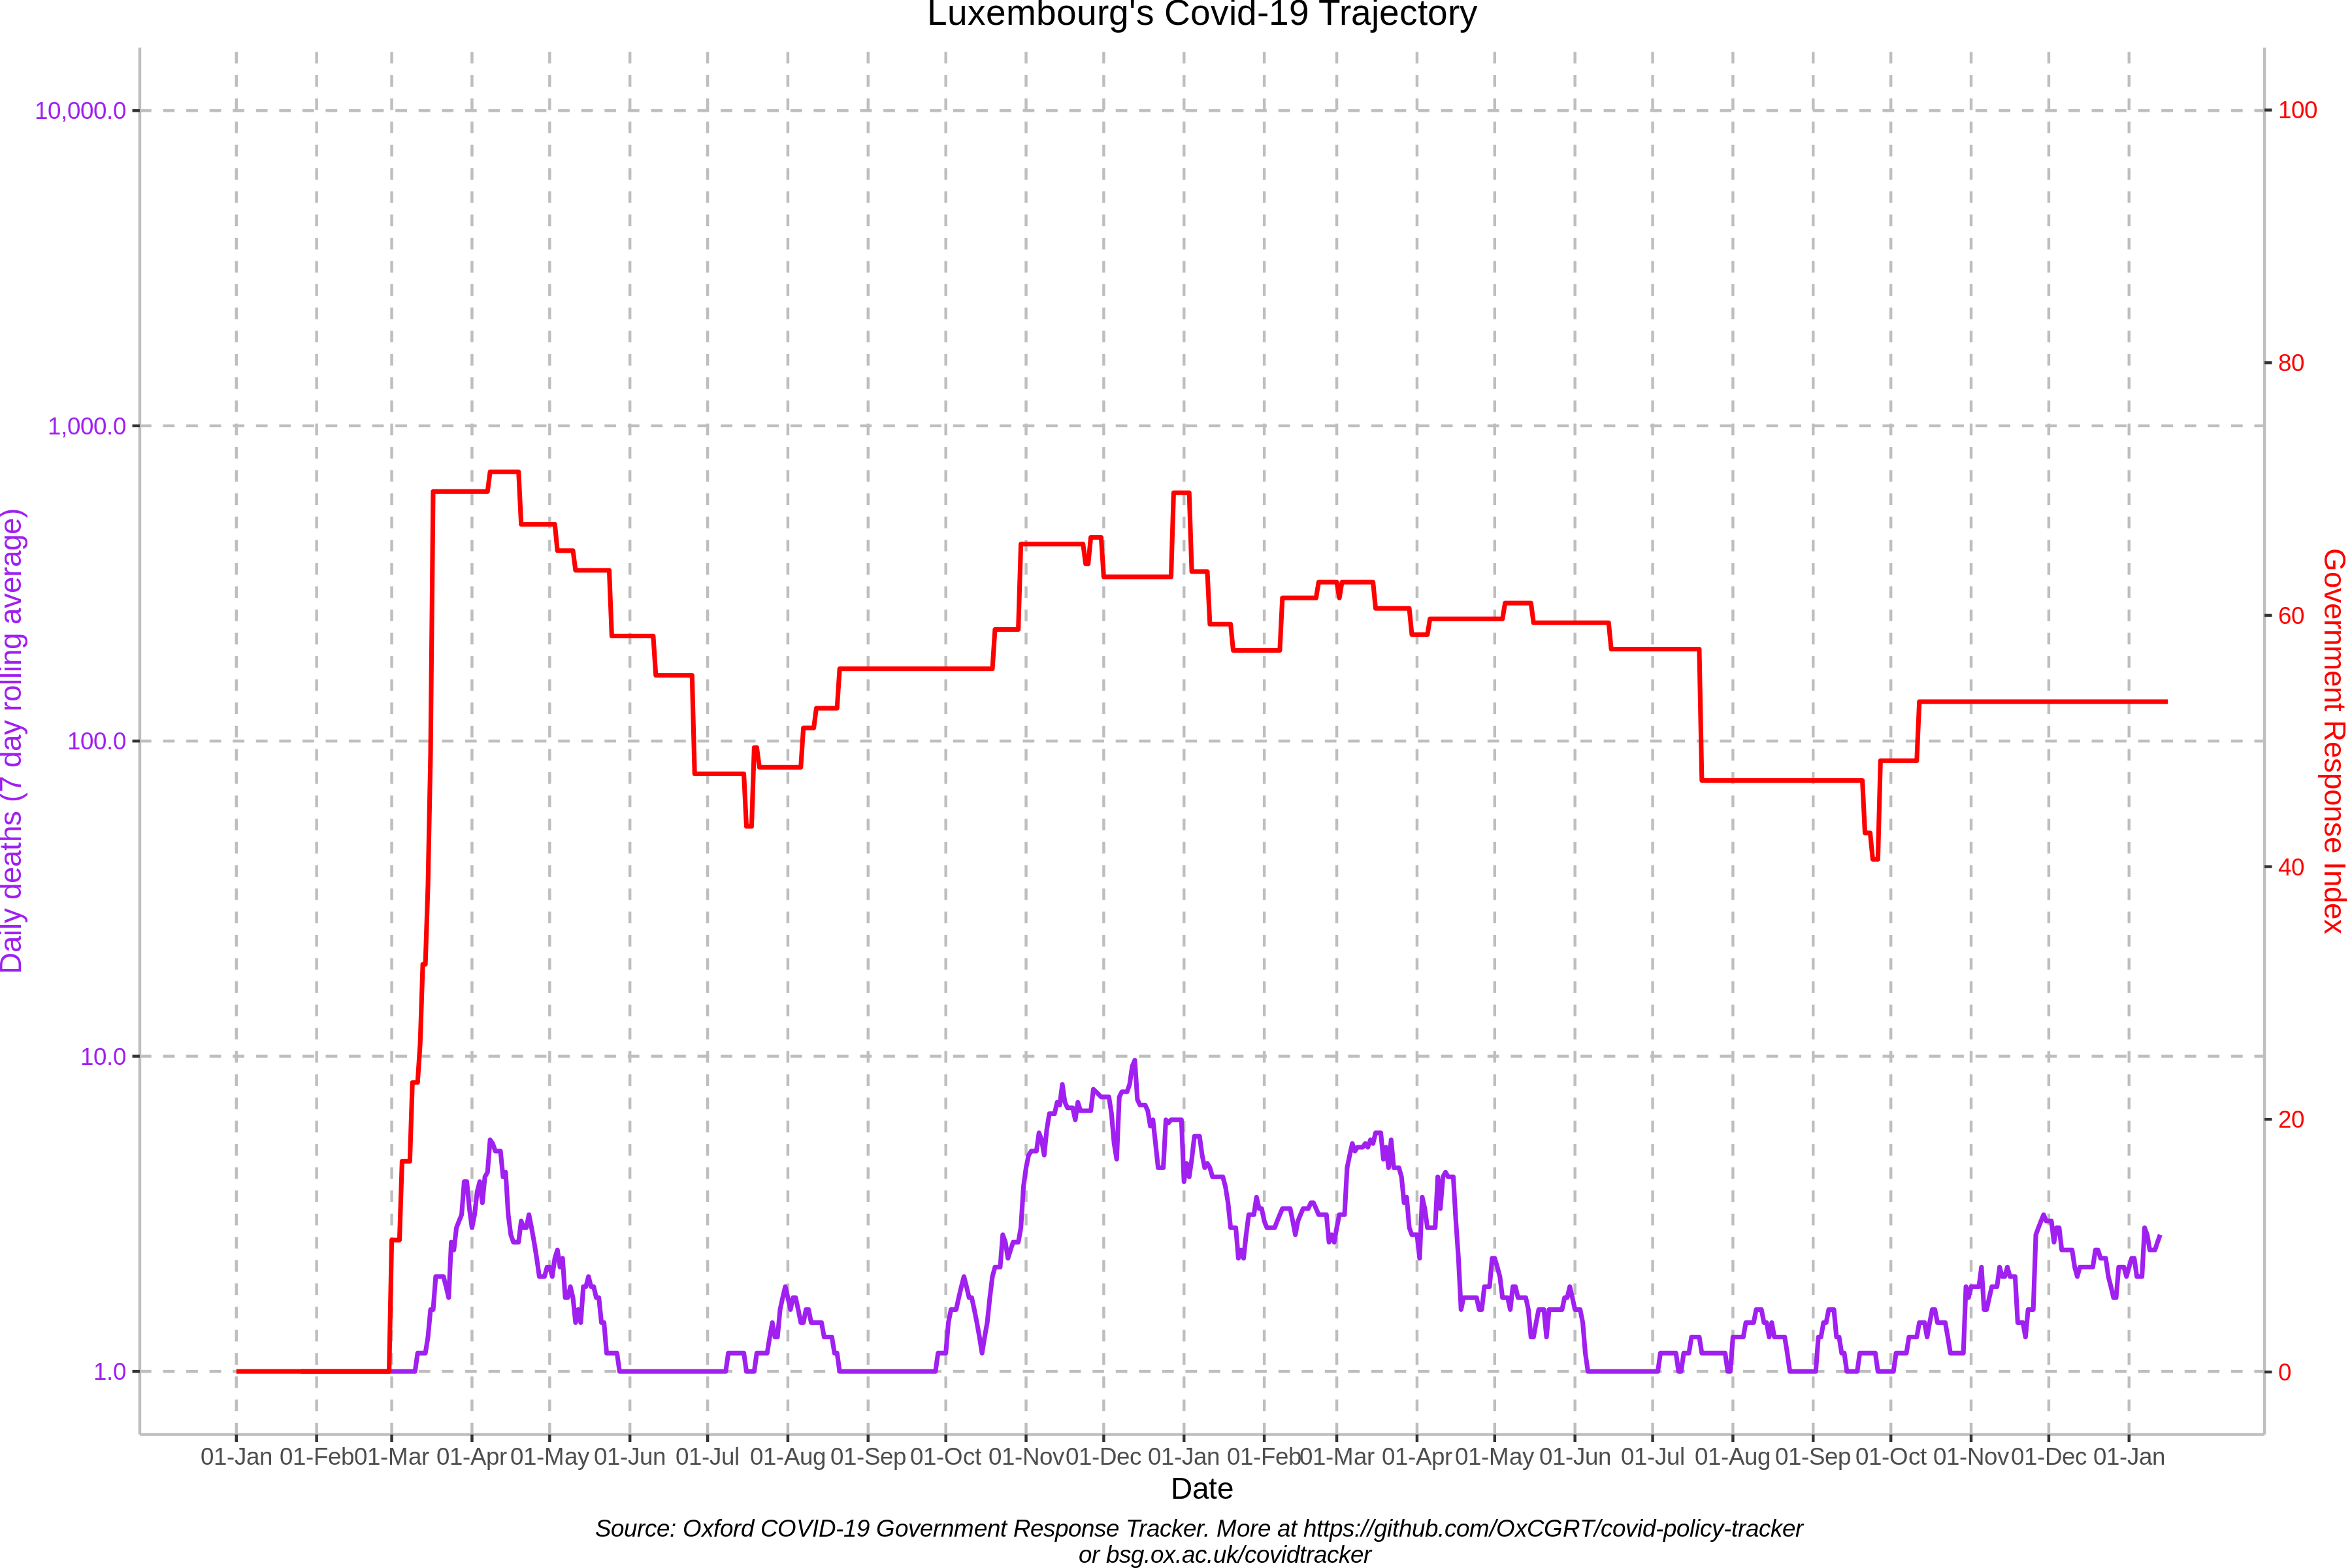 Luxembourg's Covid-19 Trajectory
10,000.0
1,000.0
100.0
10.0
1.0
Daily deaths (7 day rolling average)
100
80
60
40
20
0
Government Response Index
01-Jan 01-Feb 01-Mar 01-Apr 01-May 01-Jun 01-Jul 01-Aug 01-Sep 01-Oct 01-Nov 01-Dec 01-Jan 01-Feb 01-Mar 01-Apr 01-May 01-Jun 01-Jul 01-Aug 01-Sep 01-Oct 01-Nov 01-Dec 01-Jan
Date
Source: Oxford COVID-19 Government Response Tracker. More at https://github.com/OxCGRT/covid-policy-tracker
or bsg.ox.ac.uk/covidtracker